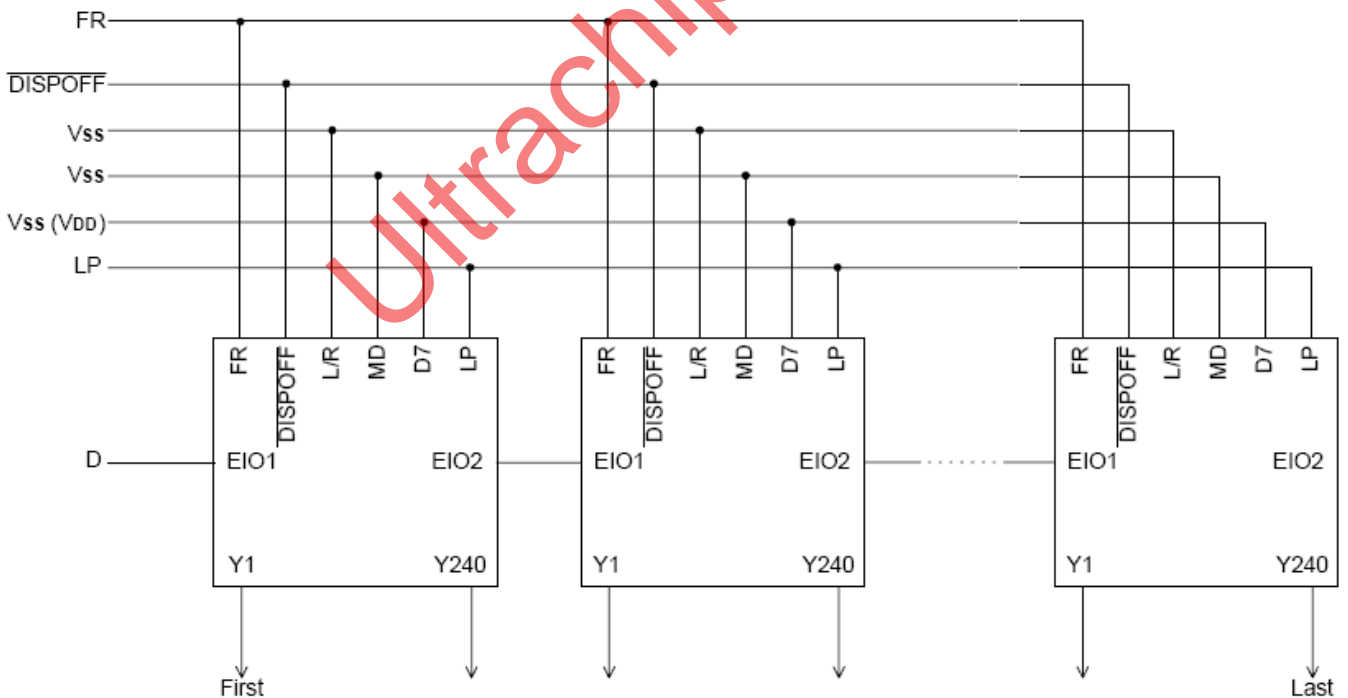 FR
DISPOFF
Vss
Vss
Vss (VDD)
LP
Ultrachip
FR DISPOFF L/R MD D7 LP
FR DISPOFF L/R MD D7 LP
FR DISPOFF L/R MD D7 LP
D EIO1 EIO2 EIO1 EIO2 EIO1 EIO2
Y1 Y240 Y1 Y240 Y1 Y240
First Last